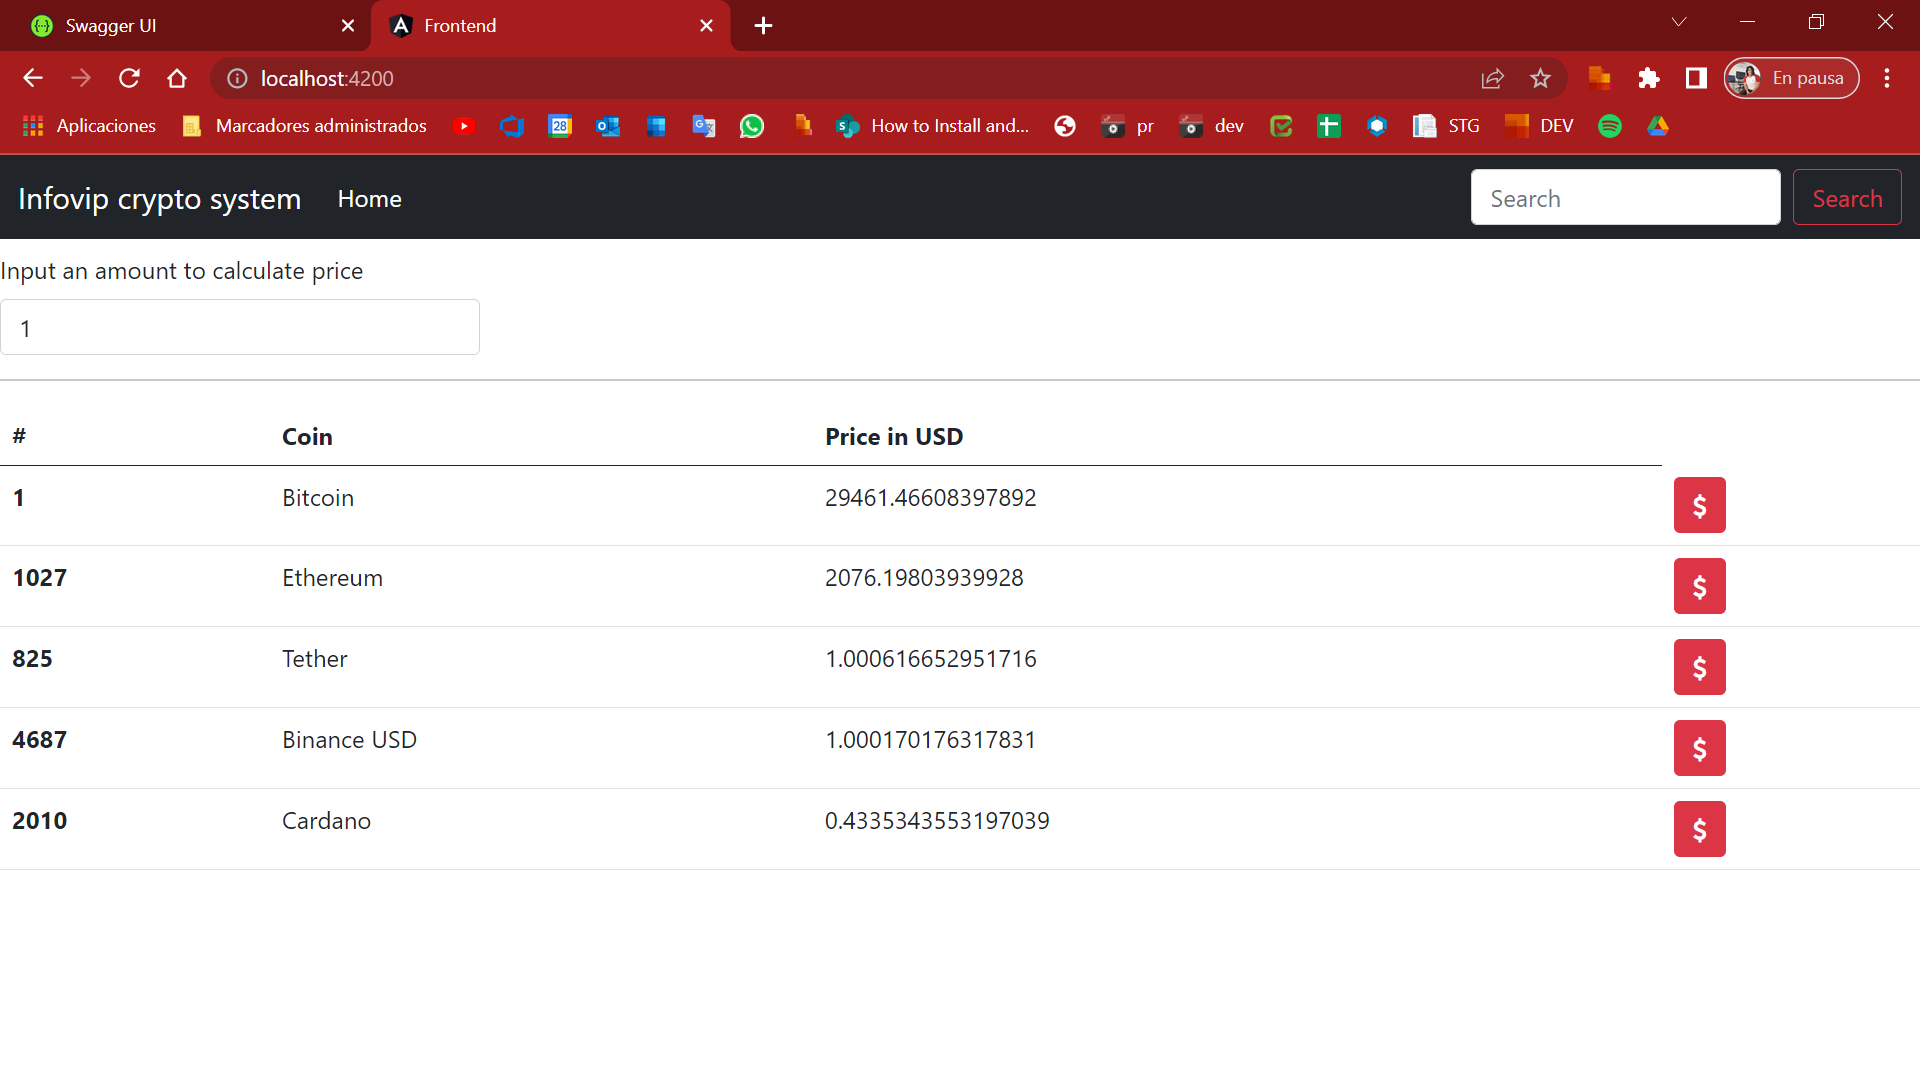 Swagger UI
Frontend
localhost:4200
En pausa
Aplicaciones
Marcadores administrados
28
How to Install and...
pr
dev
STG
DEV
Infovip crypto system
Home
Search
Search
Input an amount to calculate price
1
# Coin Price in USD
1 Bitcoin 29461.46608397892 $
1027 Ethereum 2076.19803939928 $
825 Tether 1.000616652951716 $
4687 Binance USD 1.000170176317831 $
2010 Cardano 0.4335343553197039 $